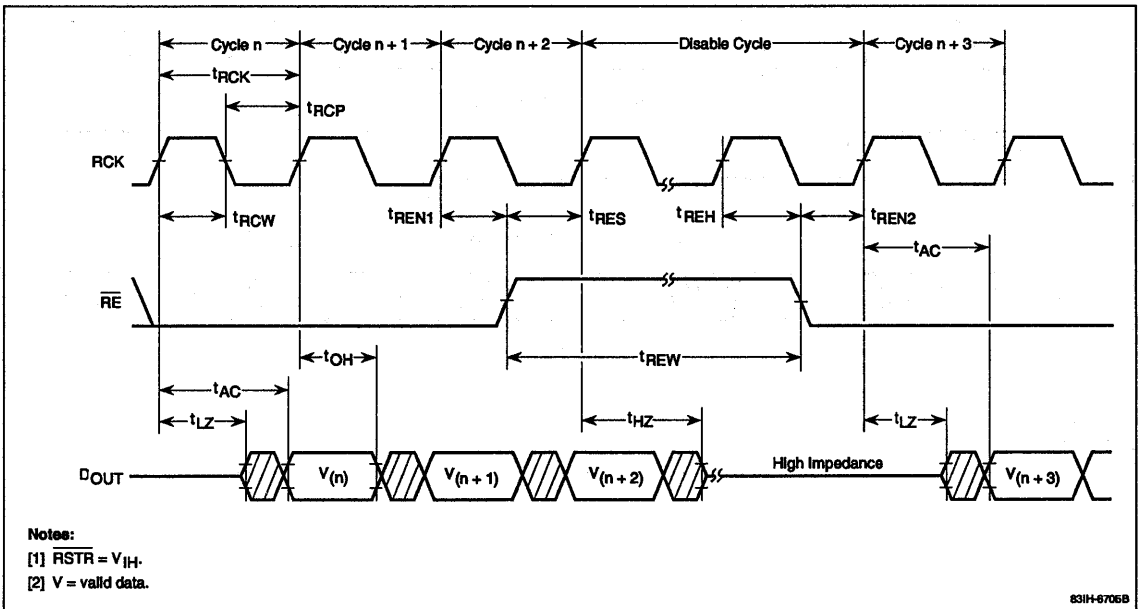 Cycle n Cycle n + 1 Cycle n + 2 Disable Cycle Cycle n + 3
tRCK
tRCP
RCK
tRCW tREN1 tRES tREH tREN2
tAC
RE
tREW
tOH
tAC
tLZ tHZ tLZ
DOUT V(n) V(n + 1) V(n + 2) High Impedance V(n + 3)
Notes:
[1] RSTR = VIH.
[2] V = valid data.
83IH-6705B